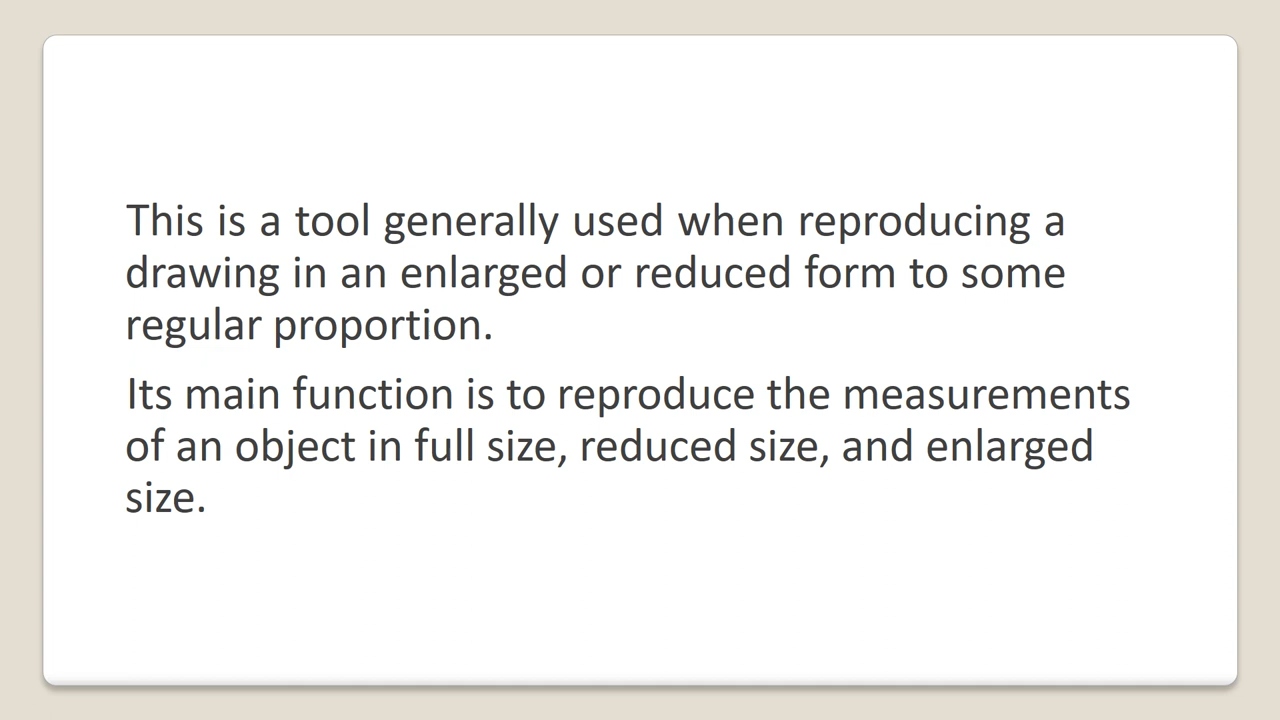 This is a tool generally used when reproducing a
drawing in an enlarged or reduced form to some
regular proportion.
Its main function is to reproduce the measurements
of an object in full size, reduced size, and enlarged
size.